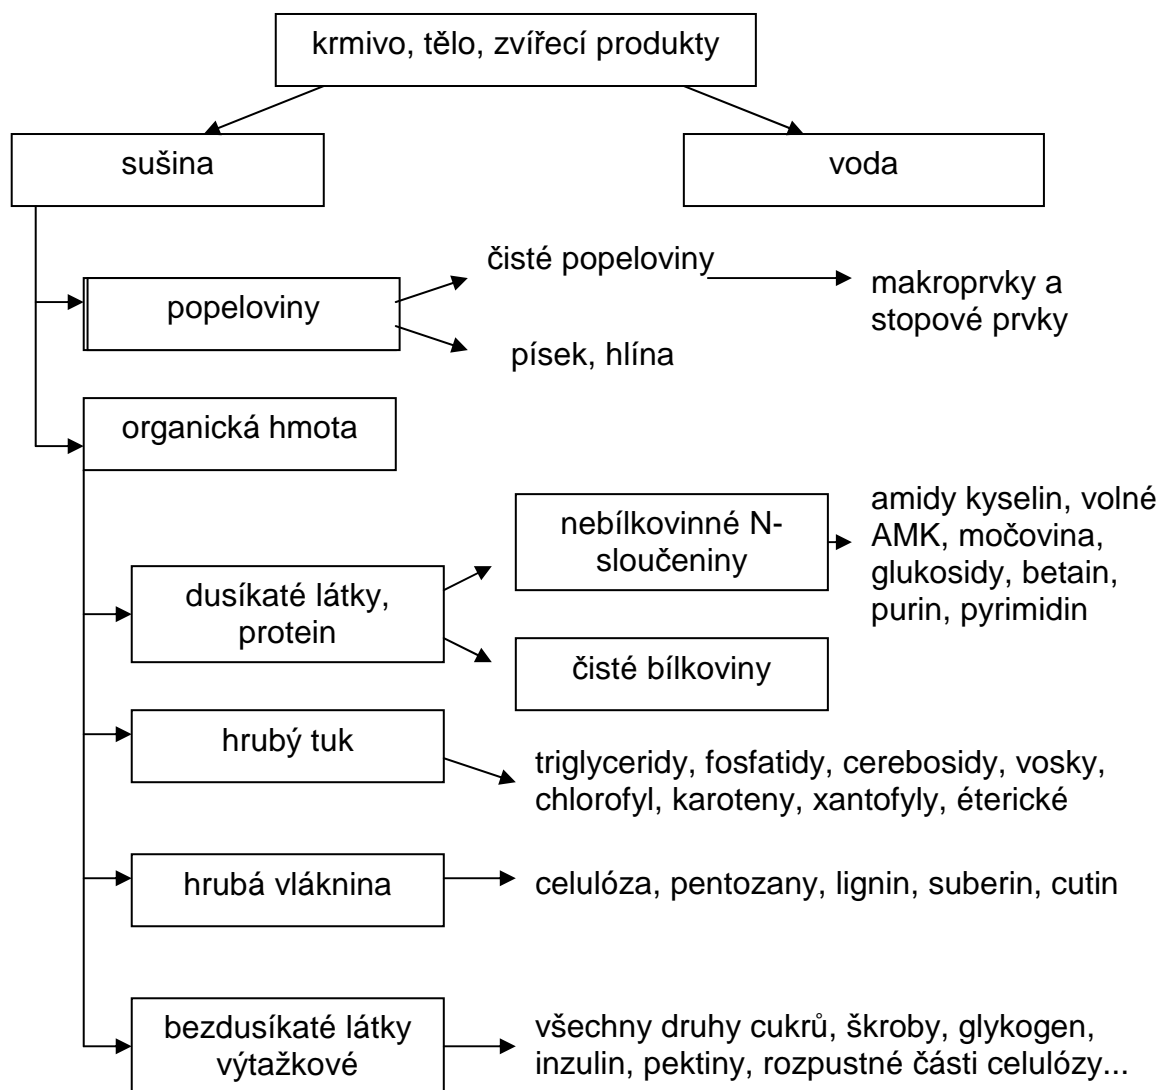 krmivo, tělo, zvířecí produkty
sušina
voda
popeloviny
čisté popeloviny
makroprvky a
stopové prvky
písek, hlína
organická hmota
dusíkaté látky,
protein
nebílkovinné N-
sloučeniny
amidy kyselin, volné
AMK, močovina,
glukosidy, betain,
purin, pyrimidin
čisté bílkoviny
hrubý tuk
triglyceridy, fosfatidy, cerebosidy, vosky,
chlorofyl, karoteny, xantofyly, éterické
hrubá vláknina
celulóza, pentozany, lignin, suberin, cutin
bezdusíkaté látky
výtažkové
všechny druhy cukrů, škroby, glykogen,
inzulin, pektiny, rozpustné části celulózy...